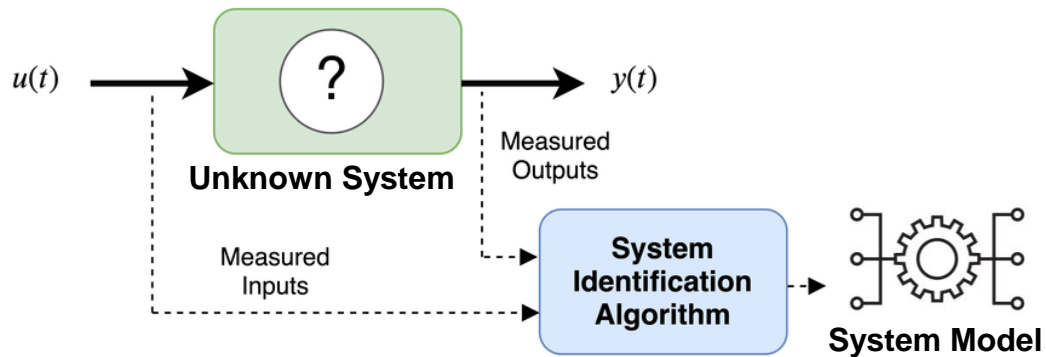 u(t)
?
y(t)
Unknown System
Measured
Outputs
Measured
Inputs
System
Identification
Algorithm
System Model